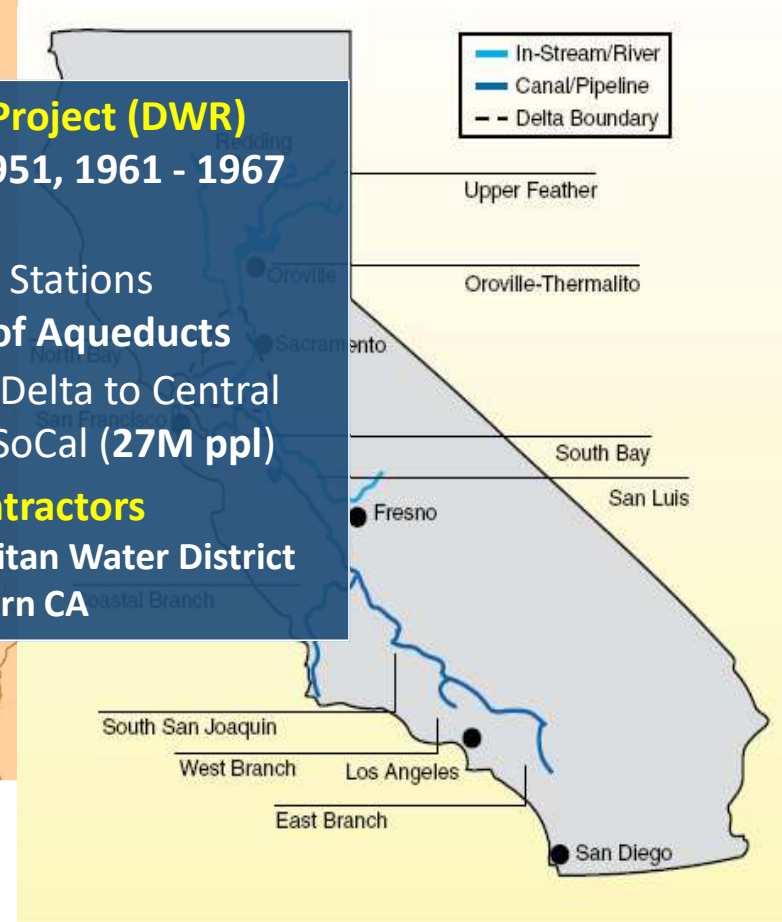 Project (DWR)
951, 1961 - 1967
Stations
of Aqueducts
Delta to Central
SoCal (27M ppl)
ntractors
itan Water District
rn CA
In-Stream/River
Canal/Pipeline
Delta Boundary
Redding
Upper Feather
Oroville
Oroville-Thermalito
North Bay
Sacramento
San Francisco
South Bay
San Luis
Fresno
Coastal Branch
South San Joaquin
West Branch
Los Angeles
East Branch
San Diego